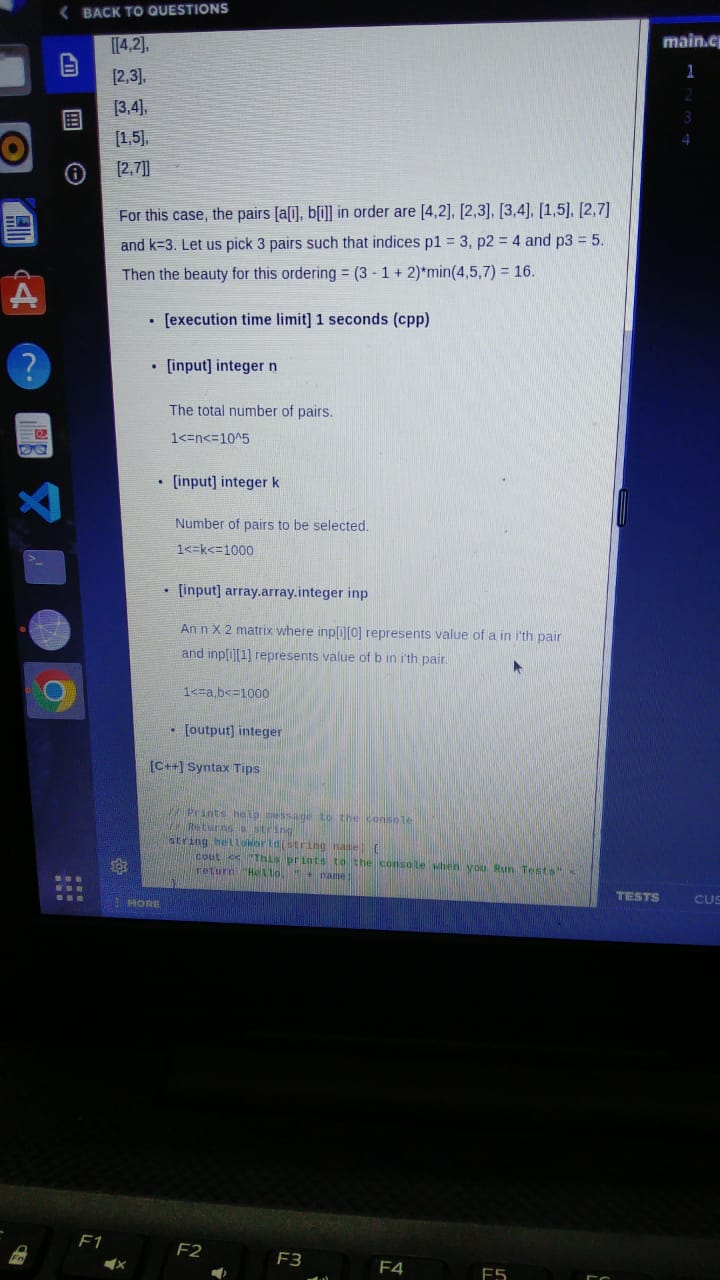 BACK TO QUESTIONS
[[4,2],
[2,3],
[3,4],
[1,5],
[2,7]]
For this case, the pairs [a[i], b[i]] in order are [4,2], [2,3], [3,4], [1,5], [2,7]
and k=3. Let us pick 3 pairs such that indices p1 = 3, p2 = 4 and p3 = 5.
Then the beauty for this ordering = (3 - 1 + 2)*min(4,5,7) = 16.
• [execution time limit] 1 seconds (cpp)
• [input] integer n
The total number of pairs.
1<=n<=10^5
• [input] integer k
Number of pairs to be selected.
1<=k<=1000
• [input] array.array.integer inp
An n X 2 matrix where inp[i][0] represents value of a in i'th pair
and inp[i][1] represents value of b in i'th pair.
1<=a,b<=1000
• [output] integer
[C++] Syntax Tips
// Prints help message to the console
// Returns a string
string helloWorld(string name) {
cout << "This prints to the console when you Run Tests" <
return "Hello, " + name;
}
MORE
main.cp
1
2
3
4
TESTS
CUS
F1
F2
F3
F4
F5
Fn